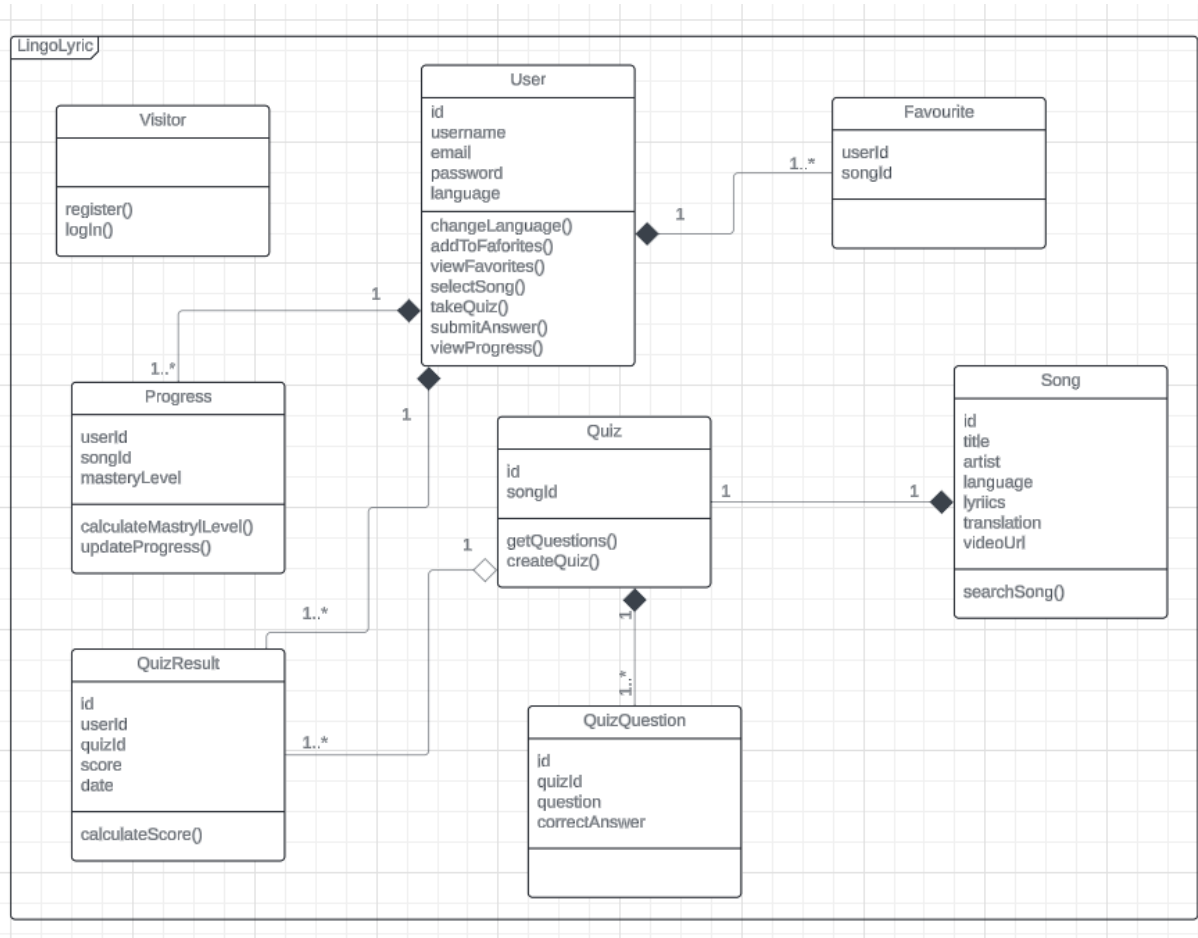 LingoLyric
Visitor
register()
logIn()
User
id
username
email
password
language
changeLanguage()
addToFaforites()
viewFavorites()
selectSong()
takeQuiz()
submitAnswer()
viewProgress()
Favourite
userId
songId
1
1..*
1
1..*
Progress
userId
songId
masteryLevel
calculateMastrylLevel()
updateProgress()
1
1..*
Quiz
id
songId
getQuestions()
createQuiz()
1
1
Song
id
title
artist
language
lyriics
translation
videoUrl
searchSong()
1
1..*
QuizResult
id
userId
quizId
score
date
calculateScore()
1
1..*
QuizQuestion
id
quizId
question
correctAnswer